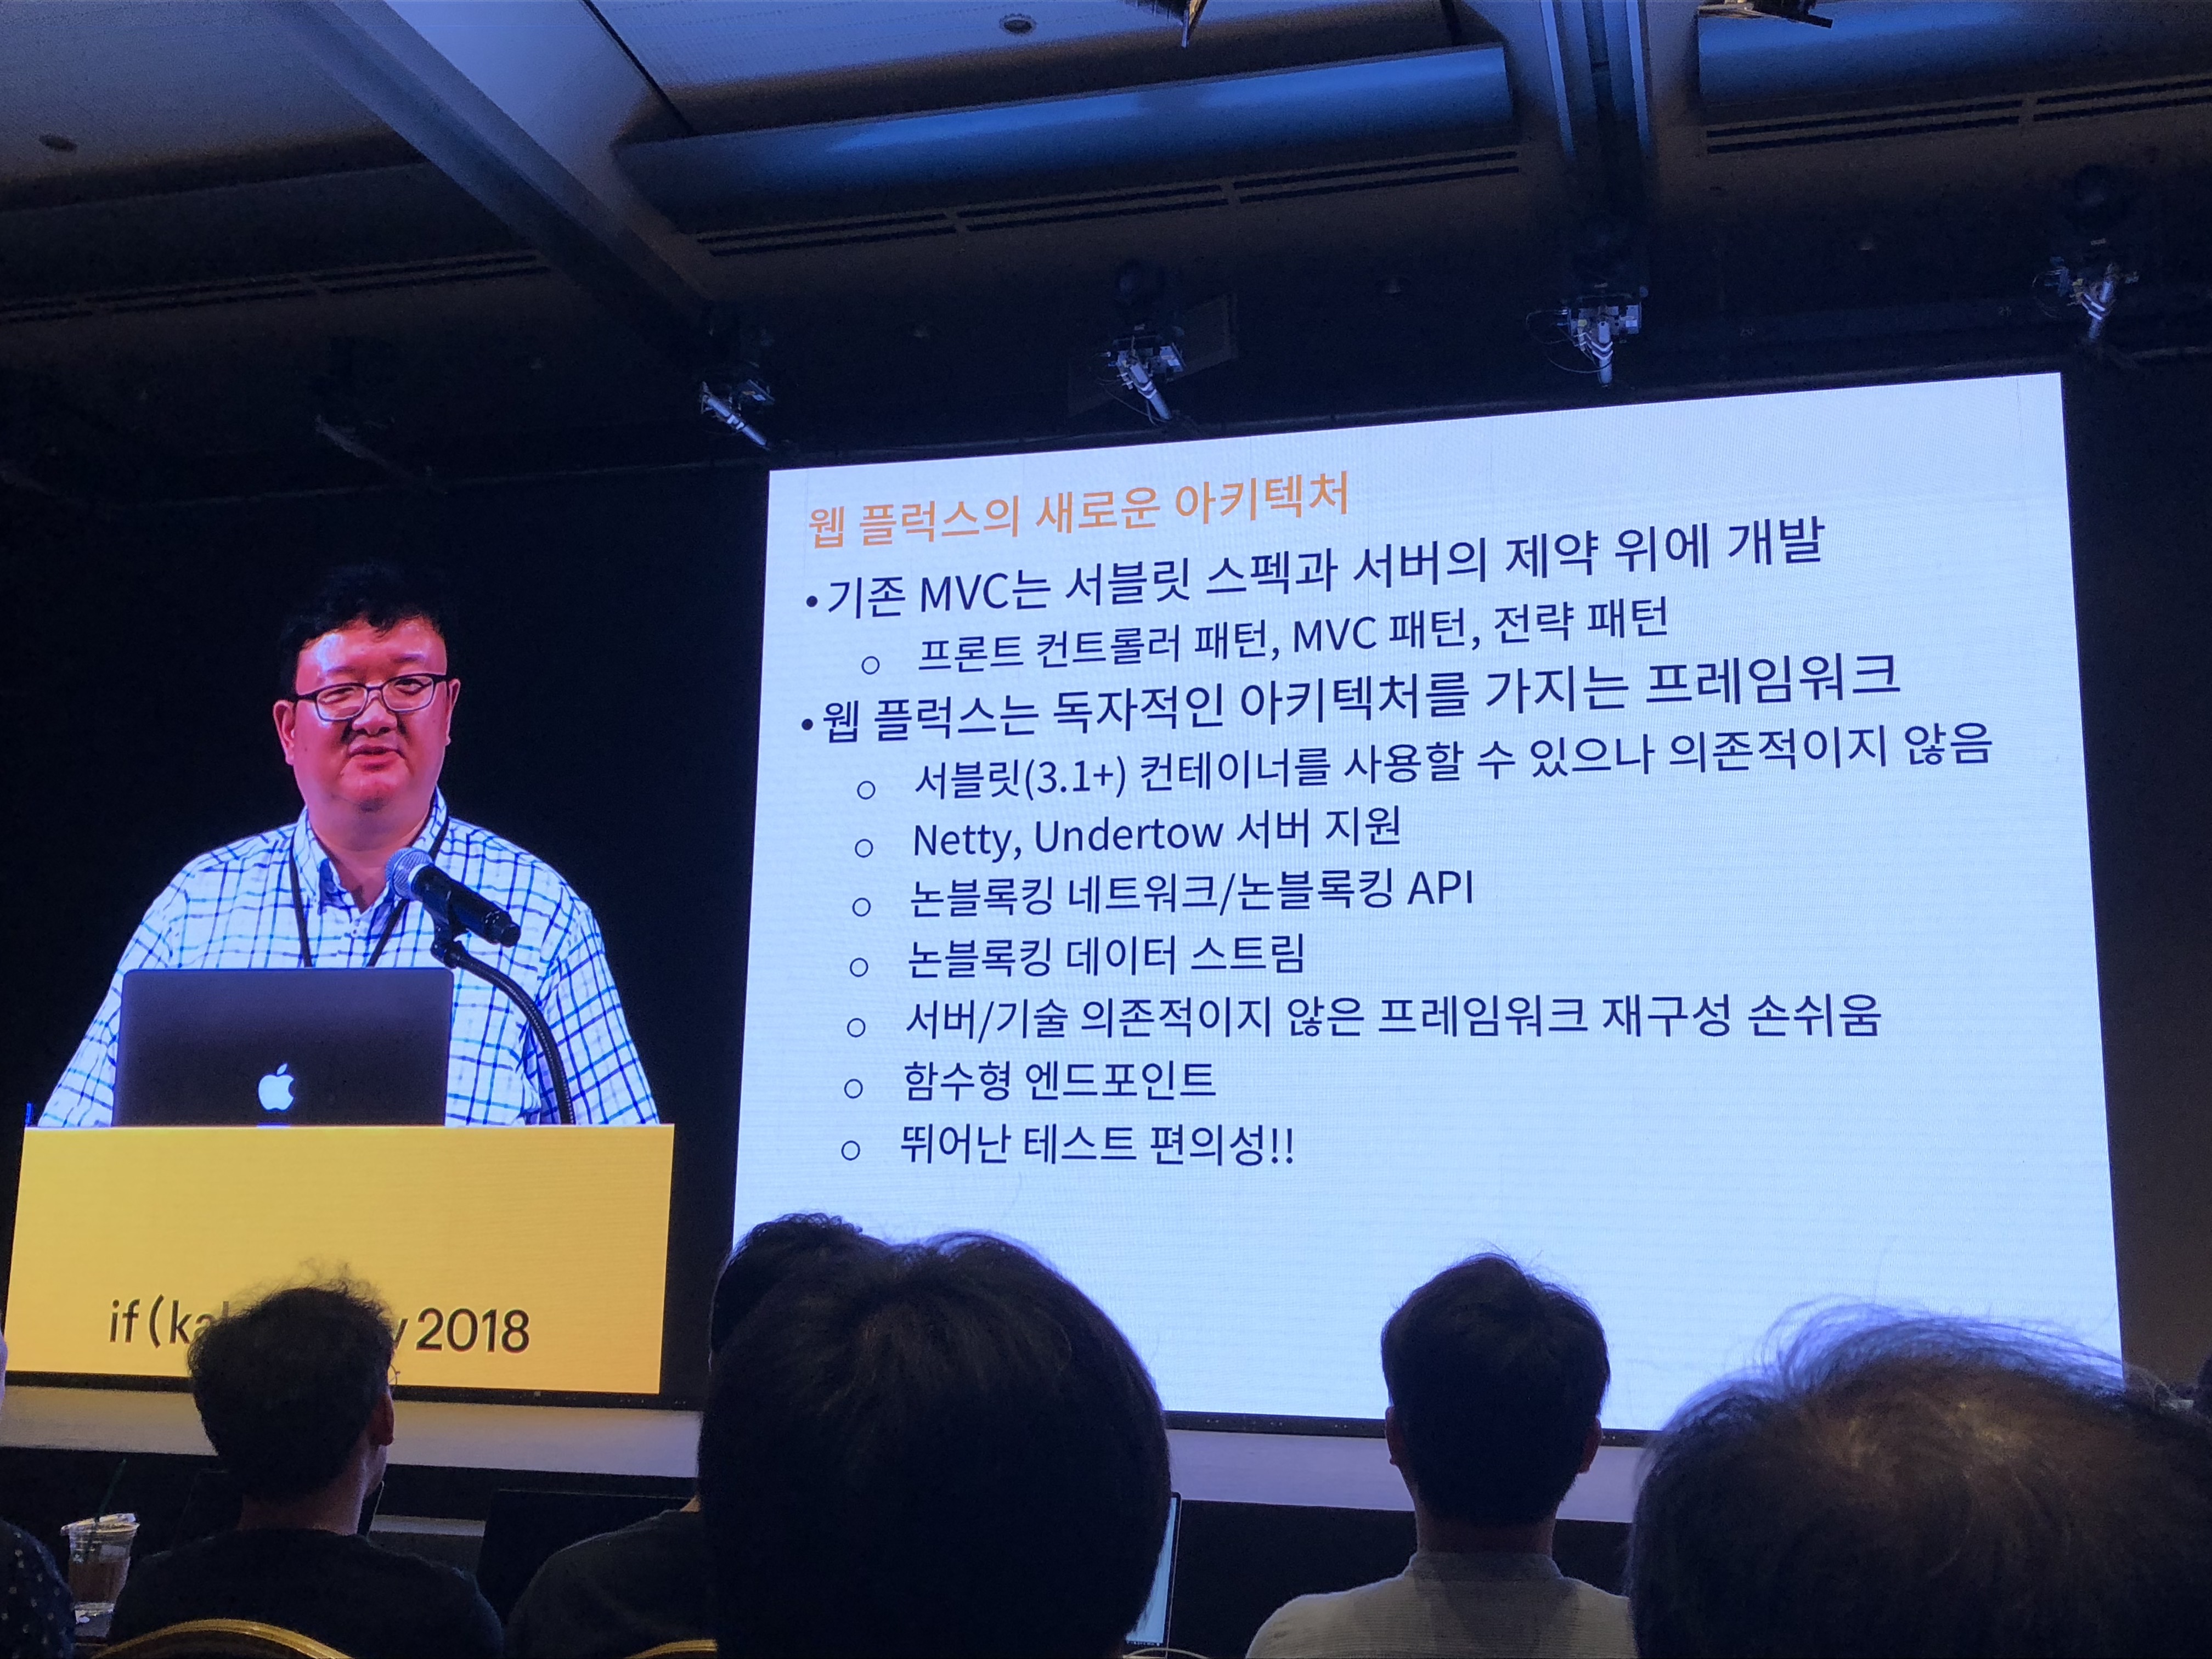 웹 플럭스의 새로운 아키텍처
•기존 MVC는 서블릿 스펙과 서버의 제약 위에 개발
○ 프론트 컨트롤러 패턴, MVC 패턴, 전략 패턴
•웹 플럭스는 독자적인 아키텍처를 가지는 프레임워크
○ 서블릿(3.1+) 컨테이너를 사용할 수 있으나 의존적이지 않음
○ Netty, Undertow 서버 지원
○ 논블록킹 네트워크/논블록킹 API
○ 논블록킹 데이터 스트림
○ 서버/기술 의존적이지 않은 프레임워크 재구성 손쉬움
○ 함수형 엔드포인트
○ 뛰어난 테스트 편의성!!
if 2018